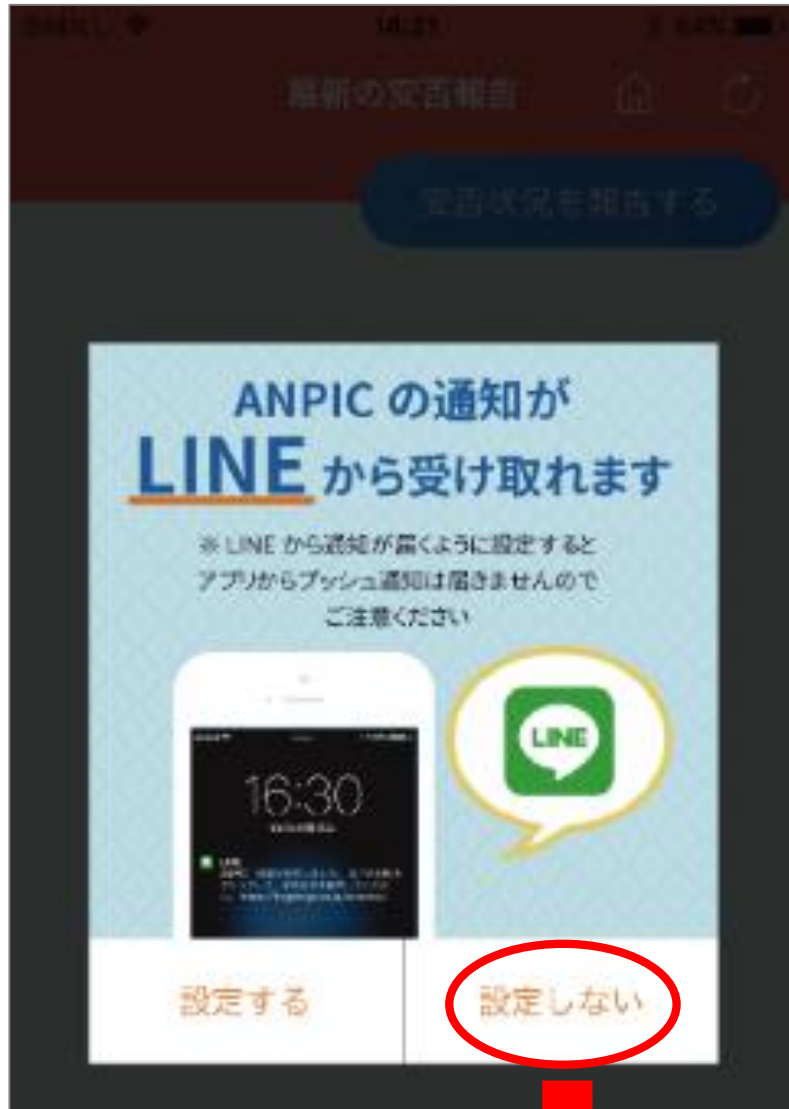 最新の安否報告
安否状況を報告する
ANPIC の通知が
LINE から受け取れます
※ LINE から通知が届くように設定すると
アプリからプッシュ通知は届きませんので
ご注意ください
16:30
LINE
LINE
設定する
設定しない